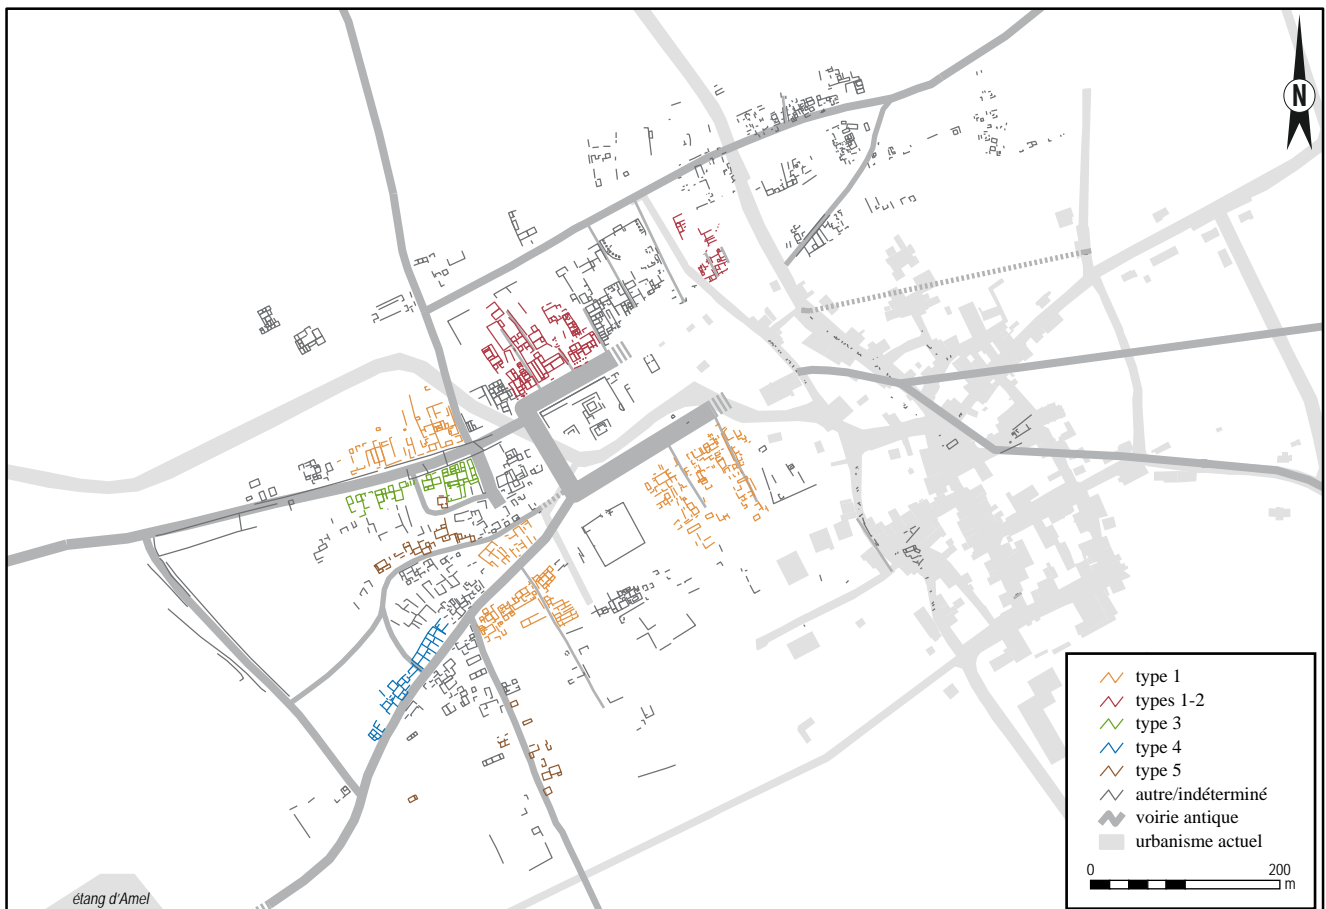 N
type 1
types 1-2
type 3
type 4
type 5
autre/indéterminé
voirie antique
urbanisme actuel
0 200
m
étang d'Amel